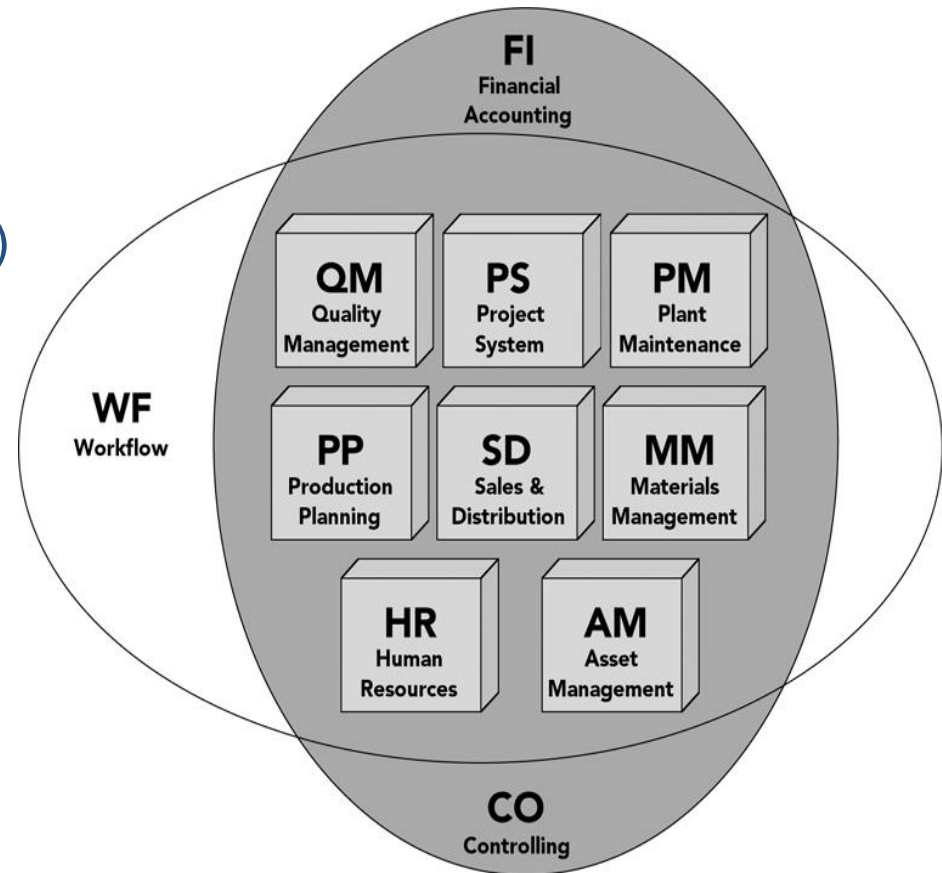 FI
Financial
Accounting
)
QM
Quality
Management
PS
Project
System
PM
Plant
Maintenance
WF
Workflow
PP
Production
Planning
SD
Sales &
Distribution
MM
Materials
Management
HR
Human
Resources
AM
Asset
Management
CO
Controlling